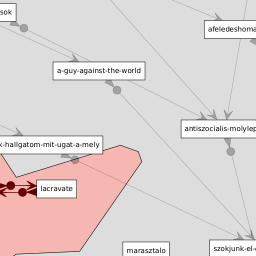 sok
afeledeshoma
a-guy-against-the-world
antiszocialis-molylep
k-hallgatom-mit-ugat-a-mely
lacravate
marasztalo
szokjunk-el-